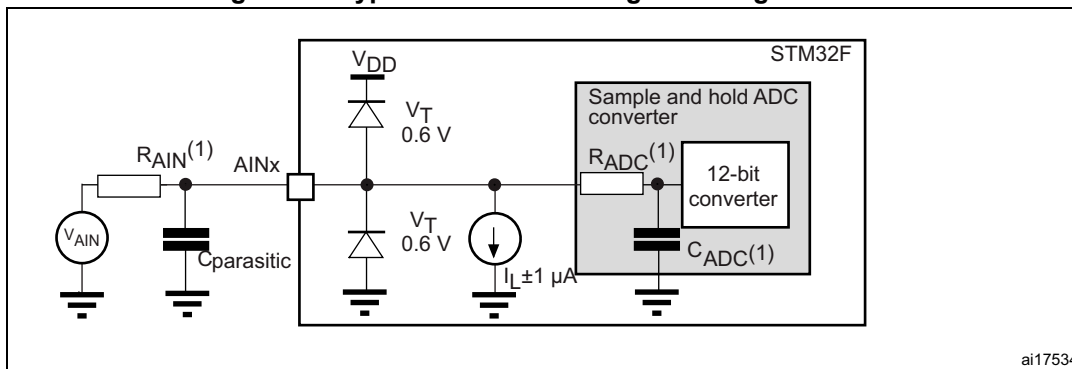 STM32F
VDD
Sample and hold ADC
converter
VT
0.6 V
RAIN(1)
AINx
RADC(1)
12-bit
converter
VAIN
VT
0.6 V
Cparasitic
IL±1 µA
CADC(1)
ai17534